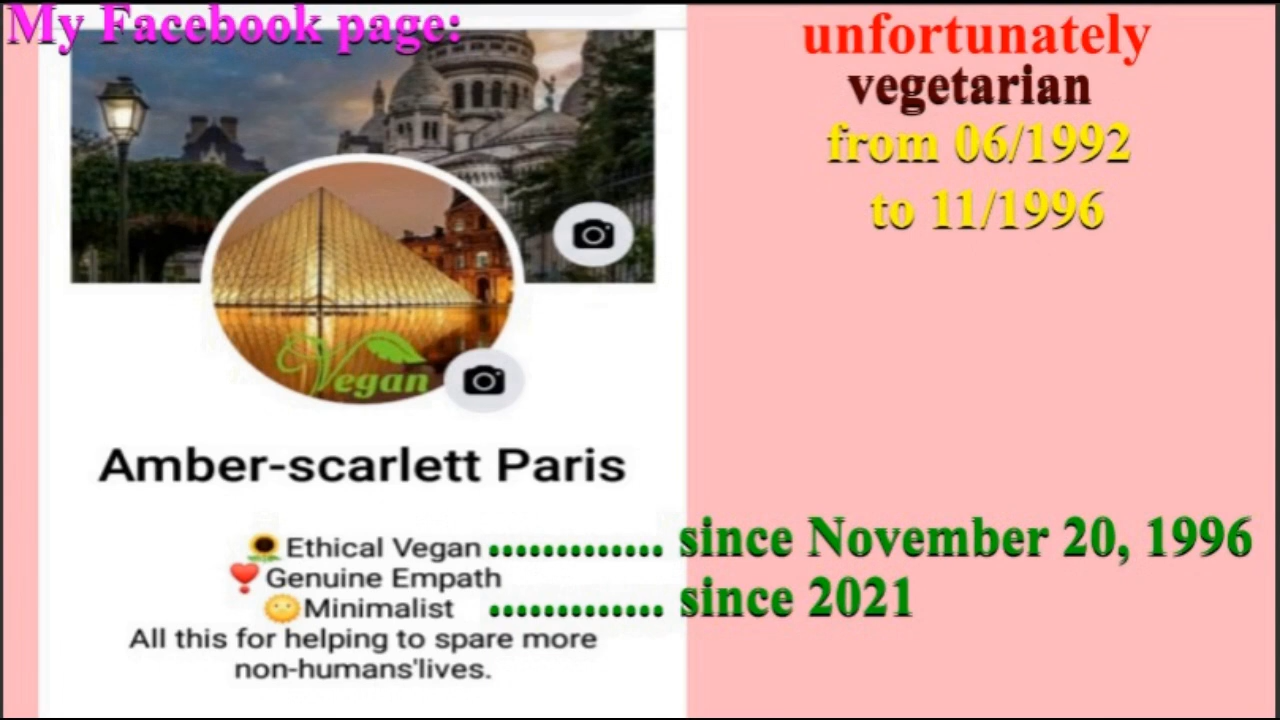 My Facebook page:
unfortunately
vegetarian
from 06/1992
to 11/1996
Vegan
Amber-scarlett Paris
🌻Ethical Vegan ............. since November 20, 1996
❣️Genuine Empath
🌝Minimalist ............. since 2021
All this for helping to spare more
non-humans'lives.